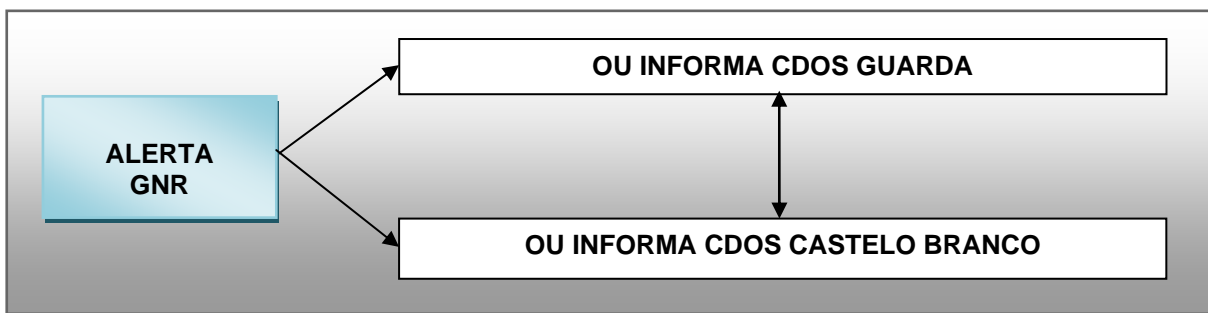 OU INFORMA CDOS GUARDA
ALERTA
GNR
OU INFORMA CDOS CASTELO BRANCO